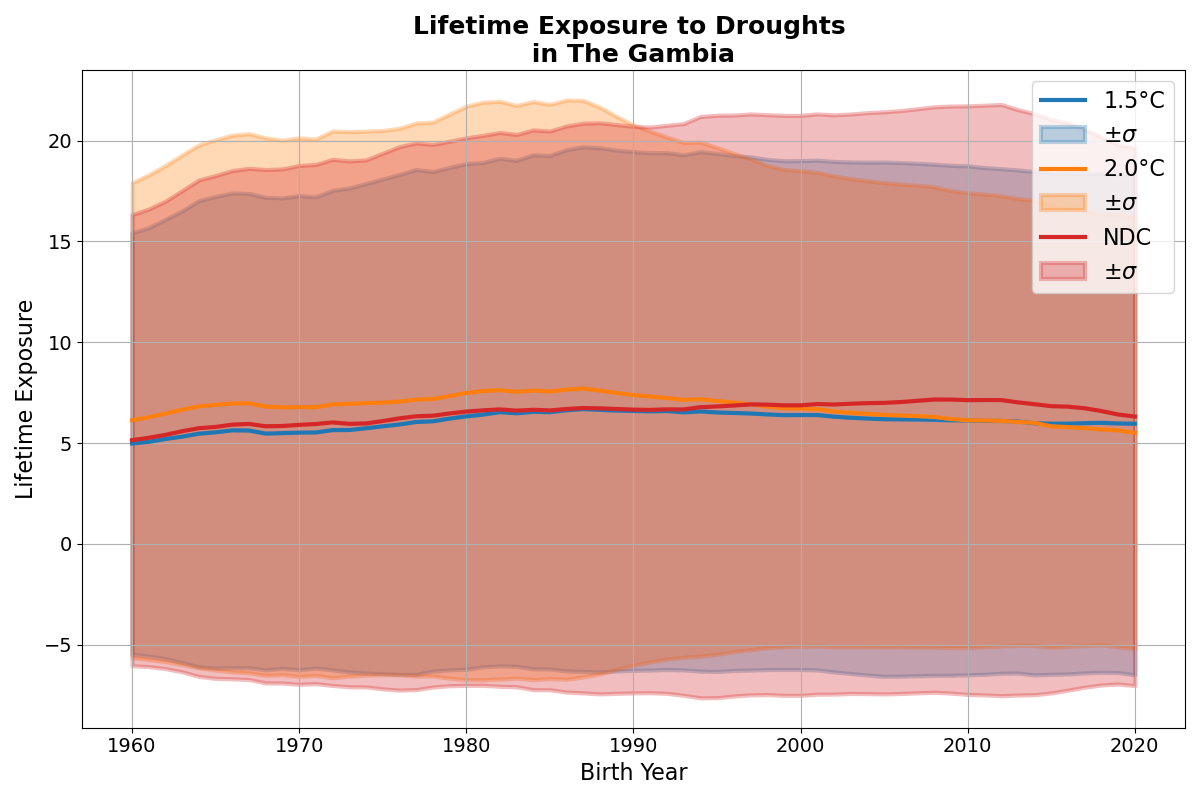 Lifetime Exposure to Droughts
in The Gambia
Lifetime Exposure
20
15
10
5
0
−5
1960
1970
1980
1990
2000
2010
2020
Birth Year
1.5°C
±σ
2.0°C
±σ
NDC
±σ